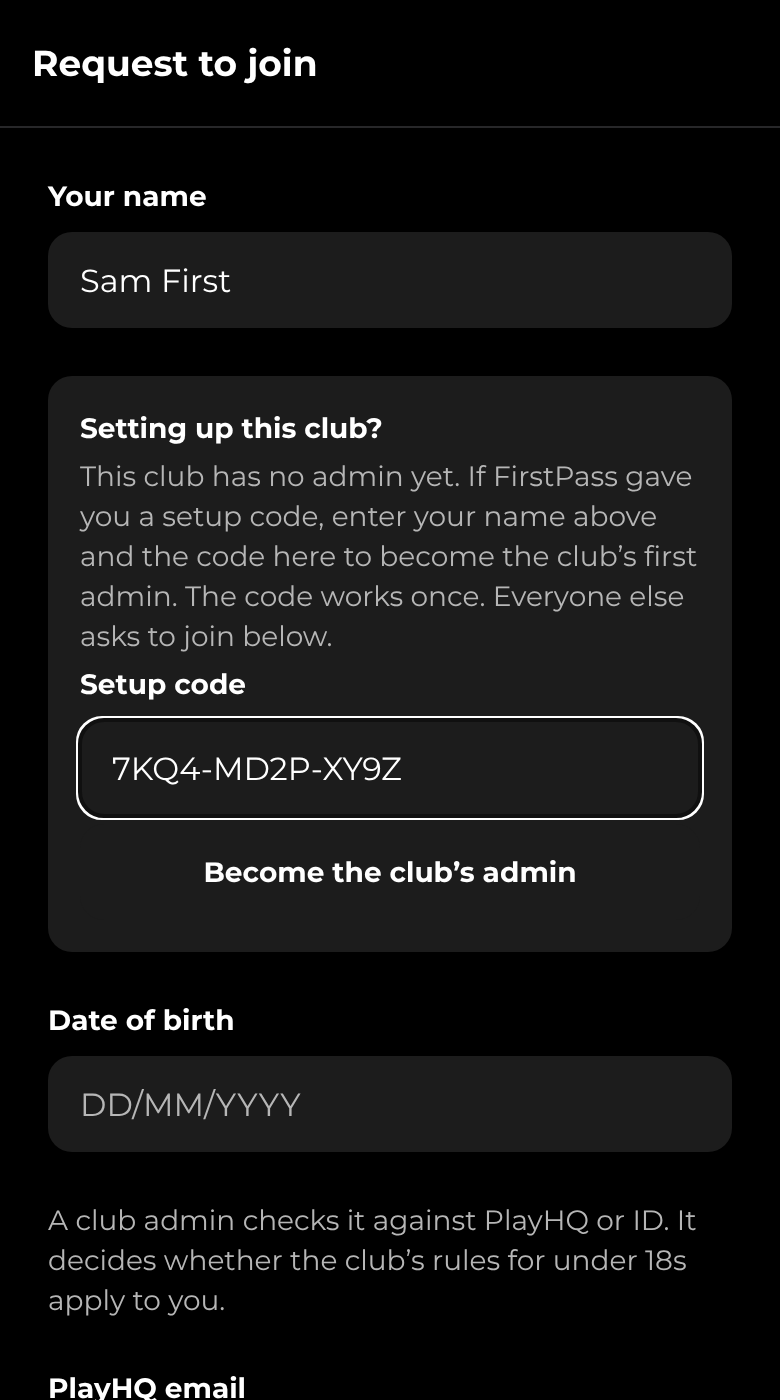 Request to join
Your name
Sam First
Setting up this club?
This club has no admin yet. If FirstPass gave
you a setup code, enter your name above
and the code here to become the club’s first
admin. The code works once. Everyone else
asks to join below.
Setup code
7KQ4-MD2P-XY9Z
Become the club’s admin
Date of birth
DD/MM/YYYY
A club admin checks it against PlayHQ or ID. It
decides whether the club’s rules for under 18s
apply to you.
PlayHQ email